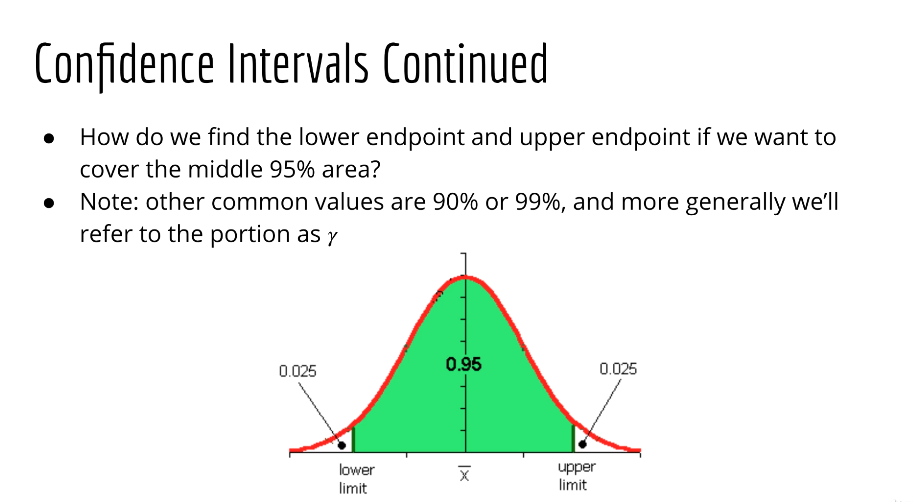 Confidence Intervals Continued
● How do we find the lower endpoint and upper endpoint if we want to
cover the middle 95% area?
● Note: other common values are 90% or 99%, and more generally we’ll
refer to the portion as γ
0.025
0.95
0.025
lower
limit
x̄
upper
limit